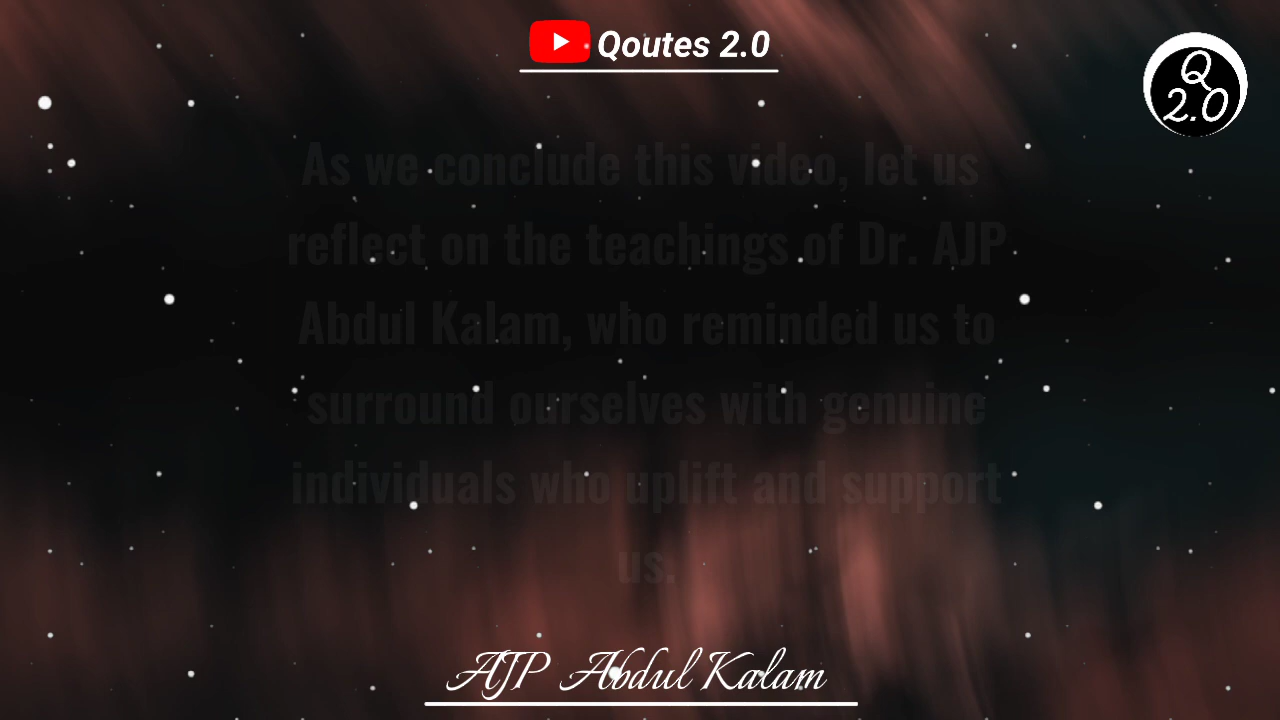 Qoutes 2.0
Q
2.0
As we conclude this video, let us
reflect on the teachings of Dr. AJP
Abdul Kalam, who reminded us to
surround ourselves with genuine
individuals who uplift and support
us.
AJP Abdul Kalam